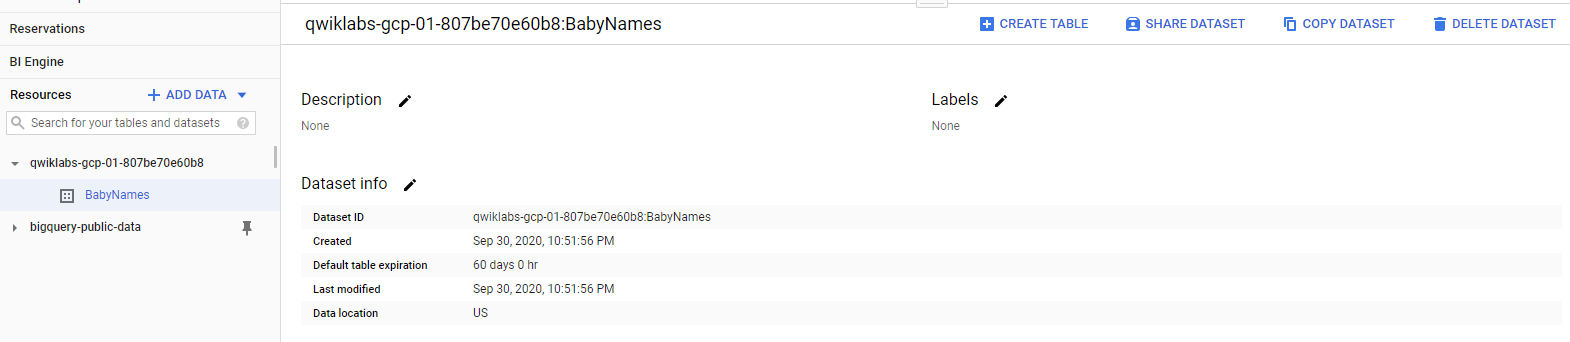 Reservations
BI Engine
Resources
ADD DATA
Search for your tables and datasets ?
qwiklabs-gcp-01-807be70e60b8
BabyNames
bigquery-public-data
qwiklabs-gcp-01-807be70e60b8:BabyNames
CREATE TABLE
SHARE DATASET
COPY DATASET
DELETE DATASET
Description
None
Labels
None
Dataset info
Dataset ID qwiklabs-gcp-01-807be70e60b8:BabyNames
Created Sep 30, 2020, 10:51:56 PM
Default table expiration 60 days 0 hr
Last modified Sep 30, 2020, 10:51:56 PM
Data location US